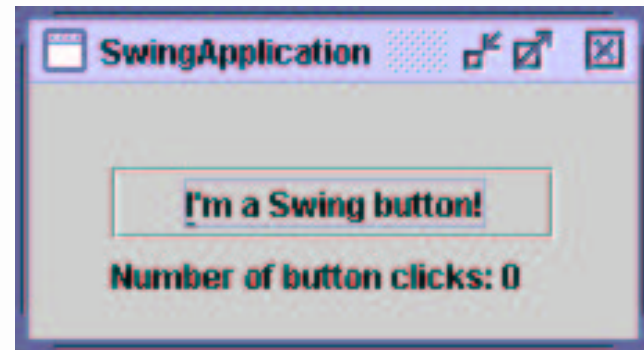 SwingApplication
I'm a Swing button!
Number of button clicks: 0